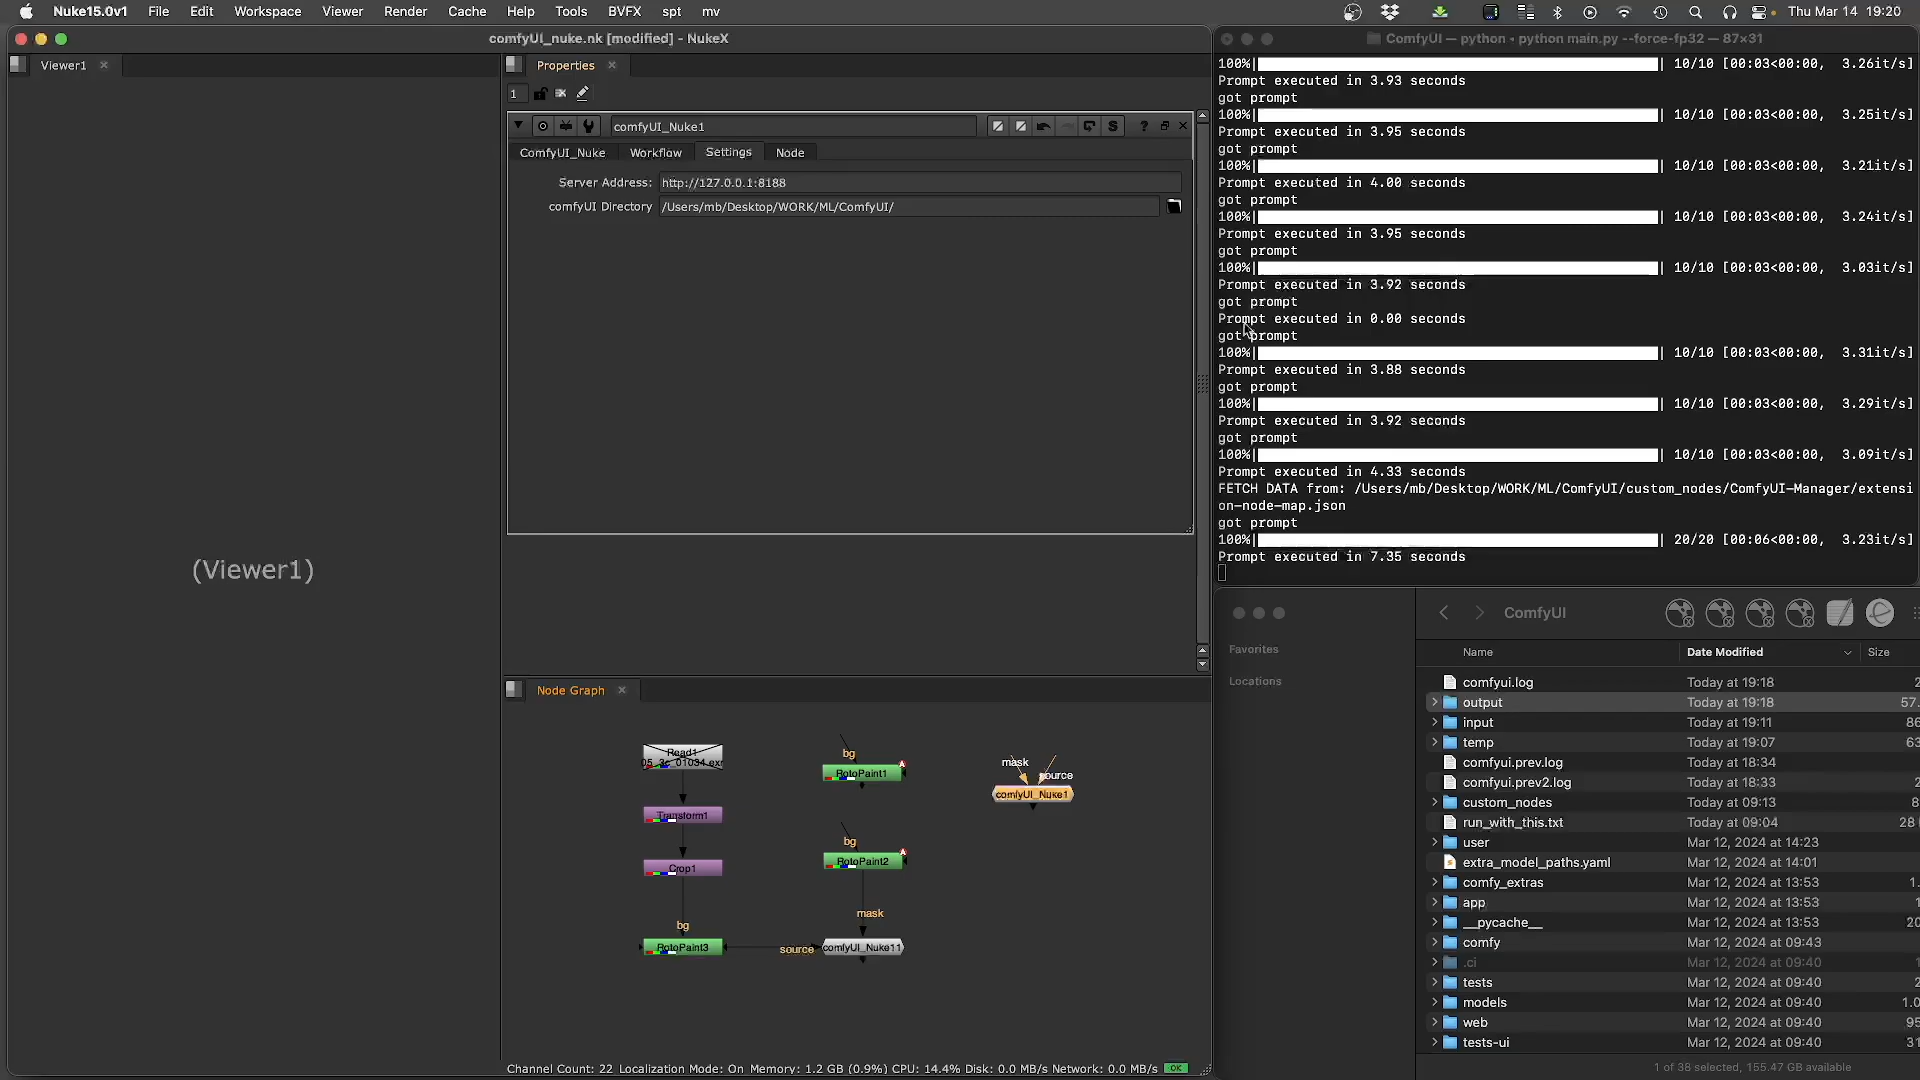 Nuke15.0v1 File Edit Workspace Viewer Render Cache Help Tools BVFX spt mv
Thu Mar 14 19:20
comfyUI_nuke.nk [modified] - NukeX
Viewer1
(Viewer1)
Properties
1
comfyUI_Nuke1
S ?
ComfyUI_Nuke Workflow Settings Node
Server Address: http://127.0.0.1:8188
comfyUI Directory /Users/mb/Desktop/WORK/ML/ComfyUI/
Node Graph
Read1
Transform1
Crop1
bg
RotoPaint3
bg
RotoPaint1
bg
RotoPaint2
mask
source
comfyUI_Nuke11
mask
source
comfyUI_Nuke1
Channel Count: 22 Localization Mode: On Memory: 1.2 GB (0.9%) CPU: 14.4% Disk: 0.0 MB/s Network: 0.0 MB/s OK
ComfyUI — python • python main.py --force-fp32 — 87×31
100%| | 10/10 [00:03<00:00, 3.26it/s]
Prompt executed in 3.93 seconds
got prompt
100%| | 10/10 [00:03<00:00, 3.25it/s]
Prompt executed in 3.95 seconds
got prompt
100%| | 10/10 [00:03<00:00, 3.21it/s]
Prompt executed in 4.00 seconds
got prompt
100%| | 10/10 [00:03<00:00, 3.24it/s]
Prompt executed in 3.95 seconds
got prompt
100%| | 10/10 [00:03<00:00, 3.03it/s]
Prompt executed in 3.92 seconds
got prompt
Prompt executed in 0.00 seconds
got prompt
100%| | 10/10 [00:03<00:00, 3.31it/s]
Prompt executed in 3.88 seconds
got prompt
100%| | 10/10 [00:03<00:00, 3.29it/s]
Prompt executed in 3.92 seconds
got prompt
100%| | 10/10 [00:03<00:00, 3.09it/s]
Prompt executed in 4.33 seconds
FETCH DATA from: /Users/mb/Desktop/WORK/ML/ComfyUI/custom_nodes/ComfyUI-Manager/extensi
on-node-map.json
got prompt
100%| | 20/20 [00:06<00:00, 3.23it/s]
Prompt executed in 7.35 seconds
Favorites
Locations
ComfyUI
Name Date Modified Size
comfyui.log Today at 19:18
output Today at 19:18
input Today at 19:11
temp Today at 19:07
comfyui.prev.log Today at 18:34
comfyui.prev2.log Today at 18:33
custom_nodes Today at 09:13
run_with_this.txt Today at 09:04
user Mar 12, 2024 at 14:23
extra_model_paths.yaml Mar 12, 2024 at 14:01
comfy_extras Mar 12, 2024 at 13:53
app Mar 12, 2024 at 13:53
__pycache__ Mar 12, 2024 at 13:53
comfy Mar 12, 2024 at 09:43
.ci Mar 12, 2024 at 09:40
tests Mar 12, 2024 at 09:40
models Mar 12, 2024 at 09:40
web Mar 12, 2024 at 09:40
tests-ui Mar 12, 2024 at 09:40
1 of 38 selected, 155.47 GB available